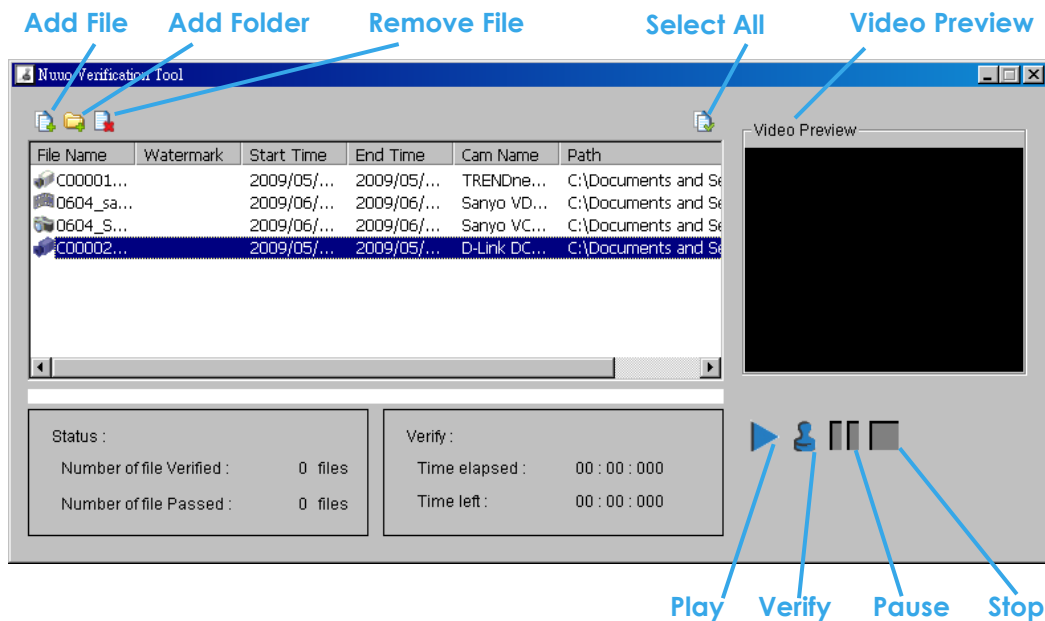 Add File Add Folder Remove File Select All Video Preview
Nuuo Verification Tool
Video Preview
File Name Watermark Start Time End Time Cam Name Path
C00001... 2009/05/... 2009/05/... TRENDne... C:\Documents and Se
0604_sa... 2009/06/... 2009/06/... Sanyo VD... C:\Documents and Se
0604_S... 2009/06/... 2009/06/... Sanyo VC... C:\Documents and Se
C00002... 2009/05/... 2009/05/... D-Link DC... C:\Documents and Se
Status :
Number of file Verified : 0 files
Number of file Passed : 0 files
Verify :
Time elapsed : 00 : 00 : 000
Time left : 00 : 00 : 000
Play Verify Pause Stop